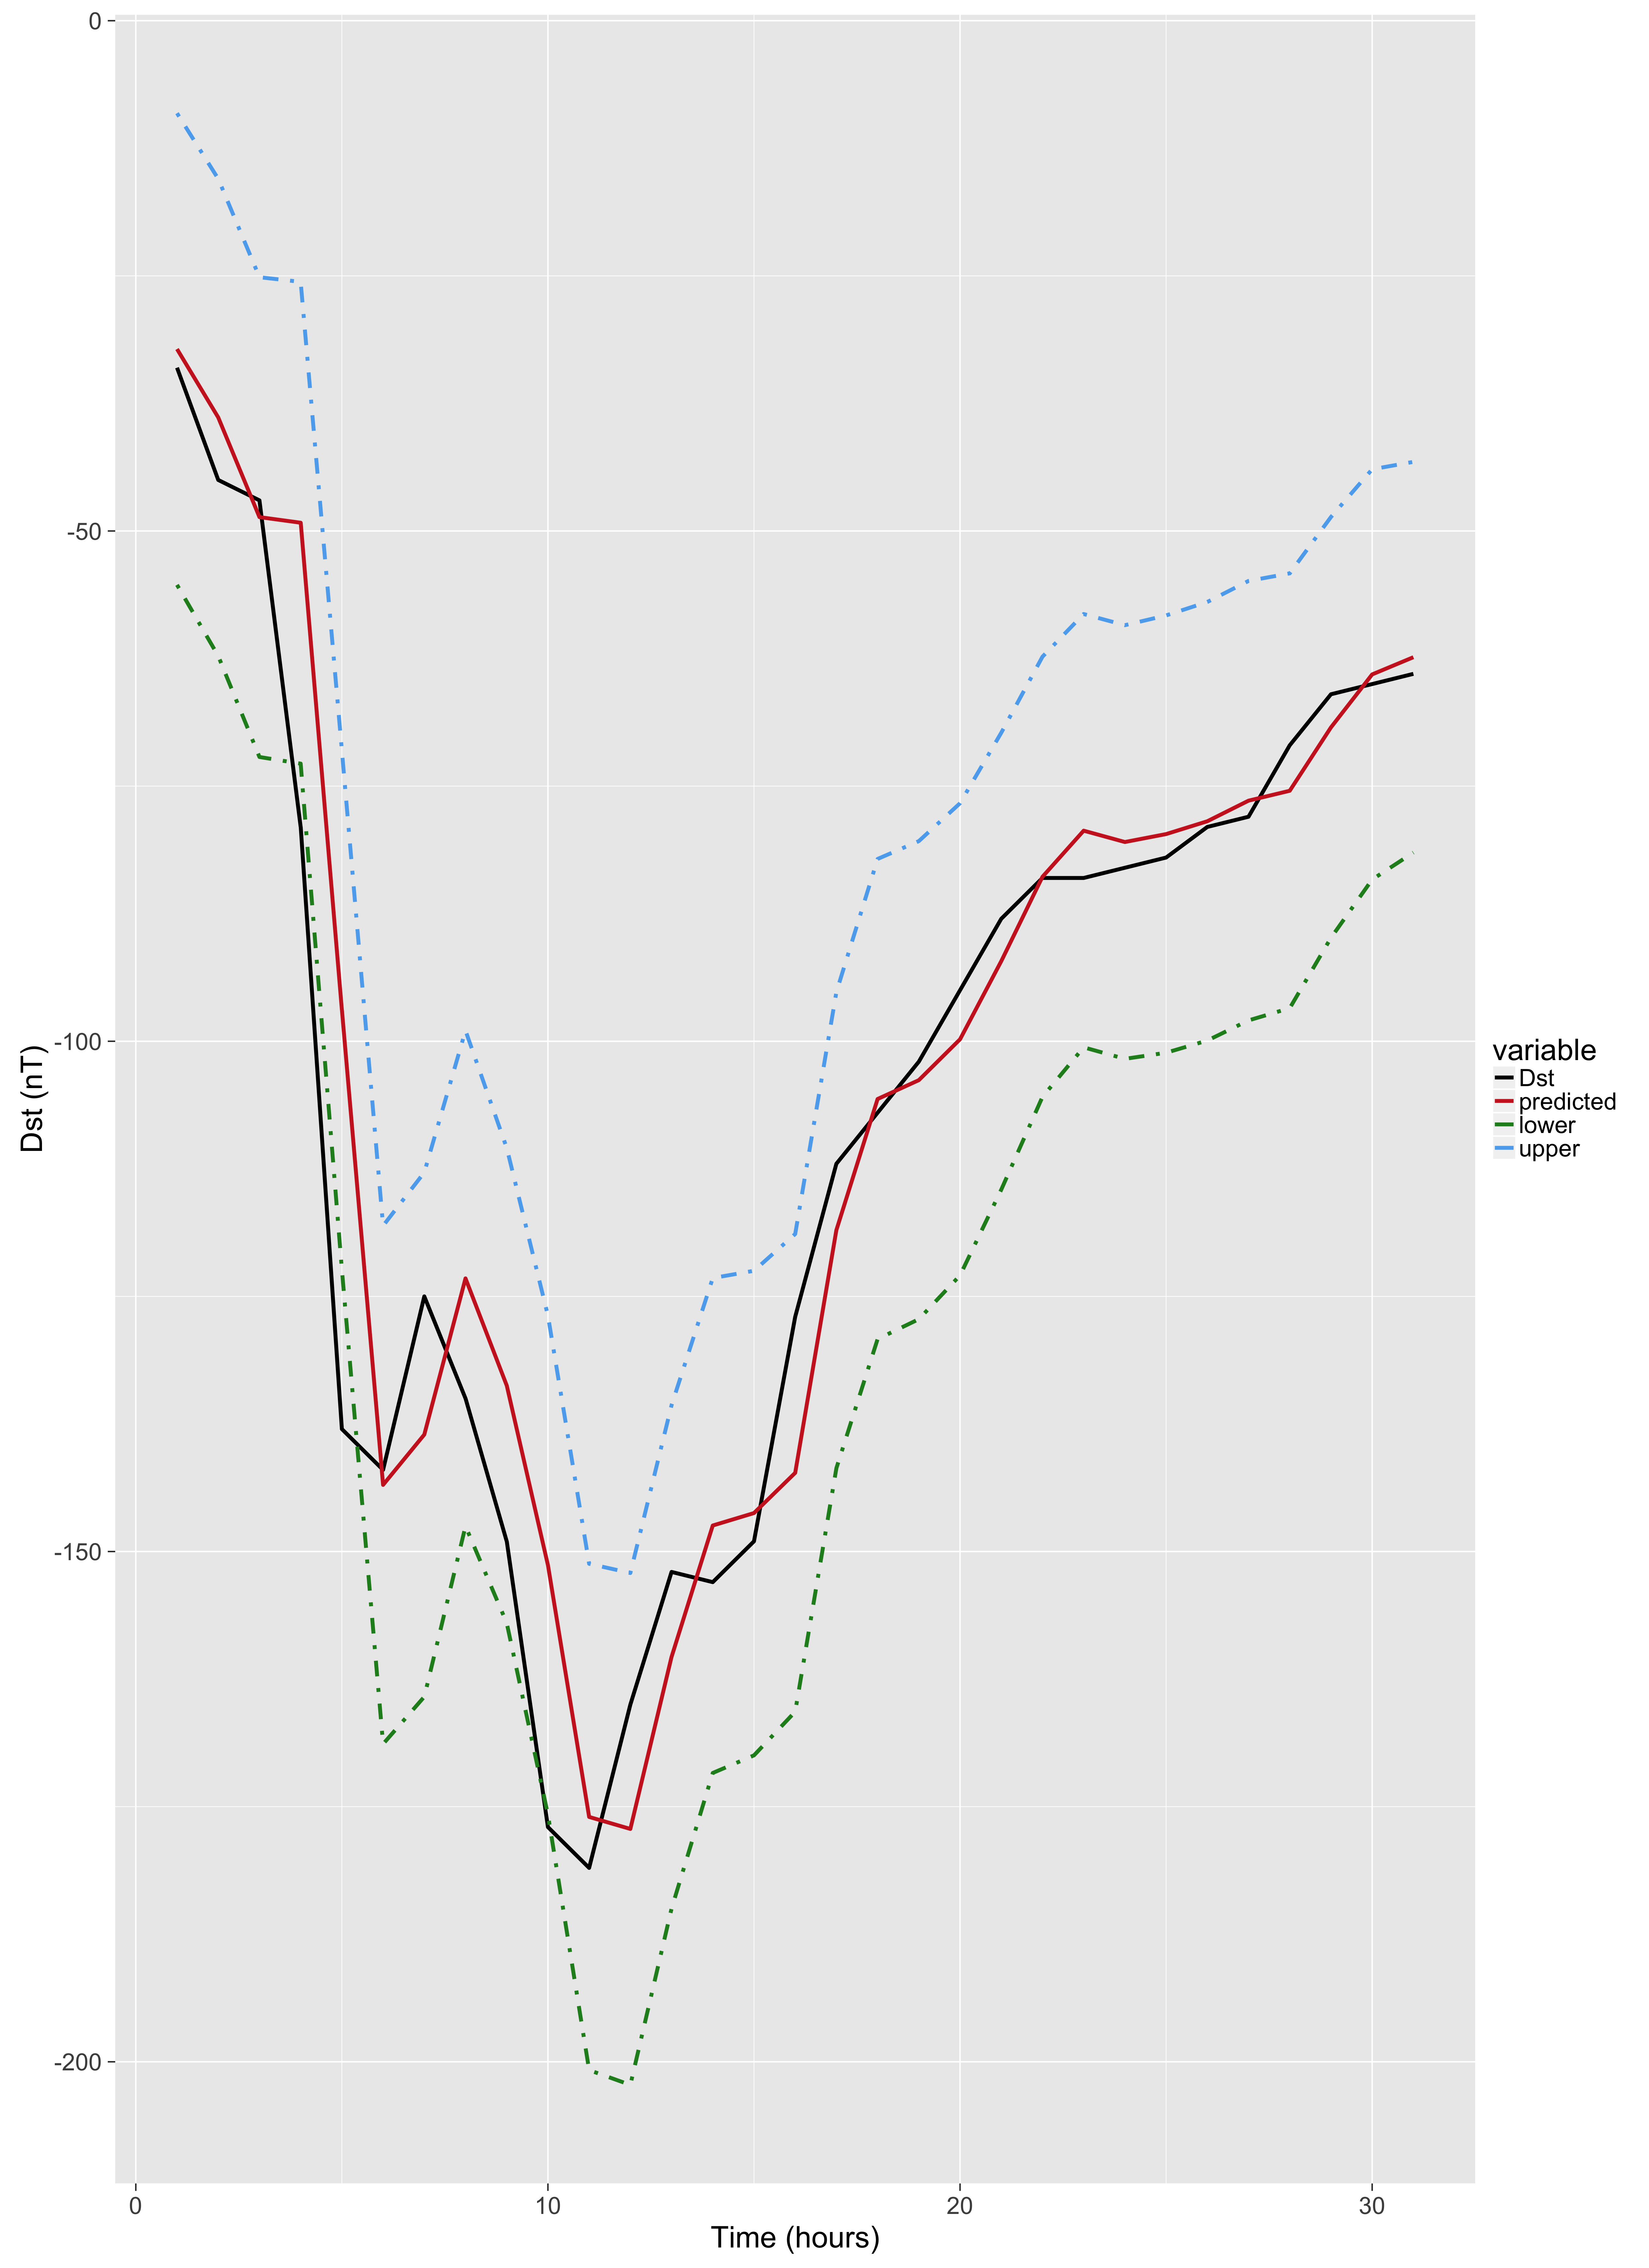 0
-50
-100
-150
-200
Dst (nT)
0 10 20 30
Time (hours)
variable
Dst
predicted
lower
upper